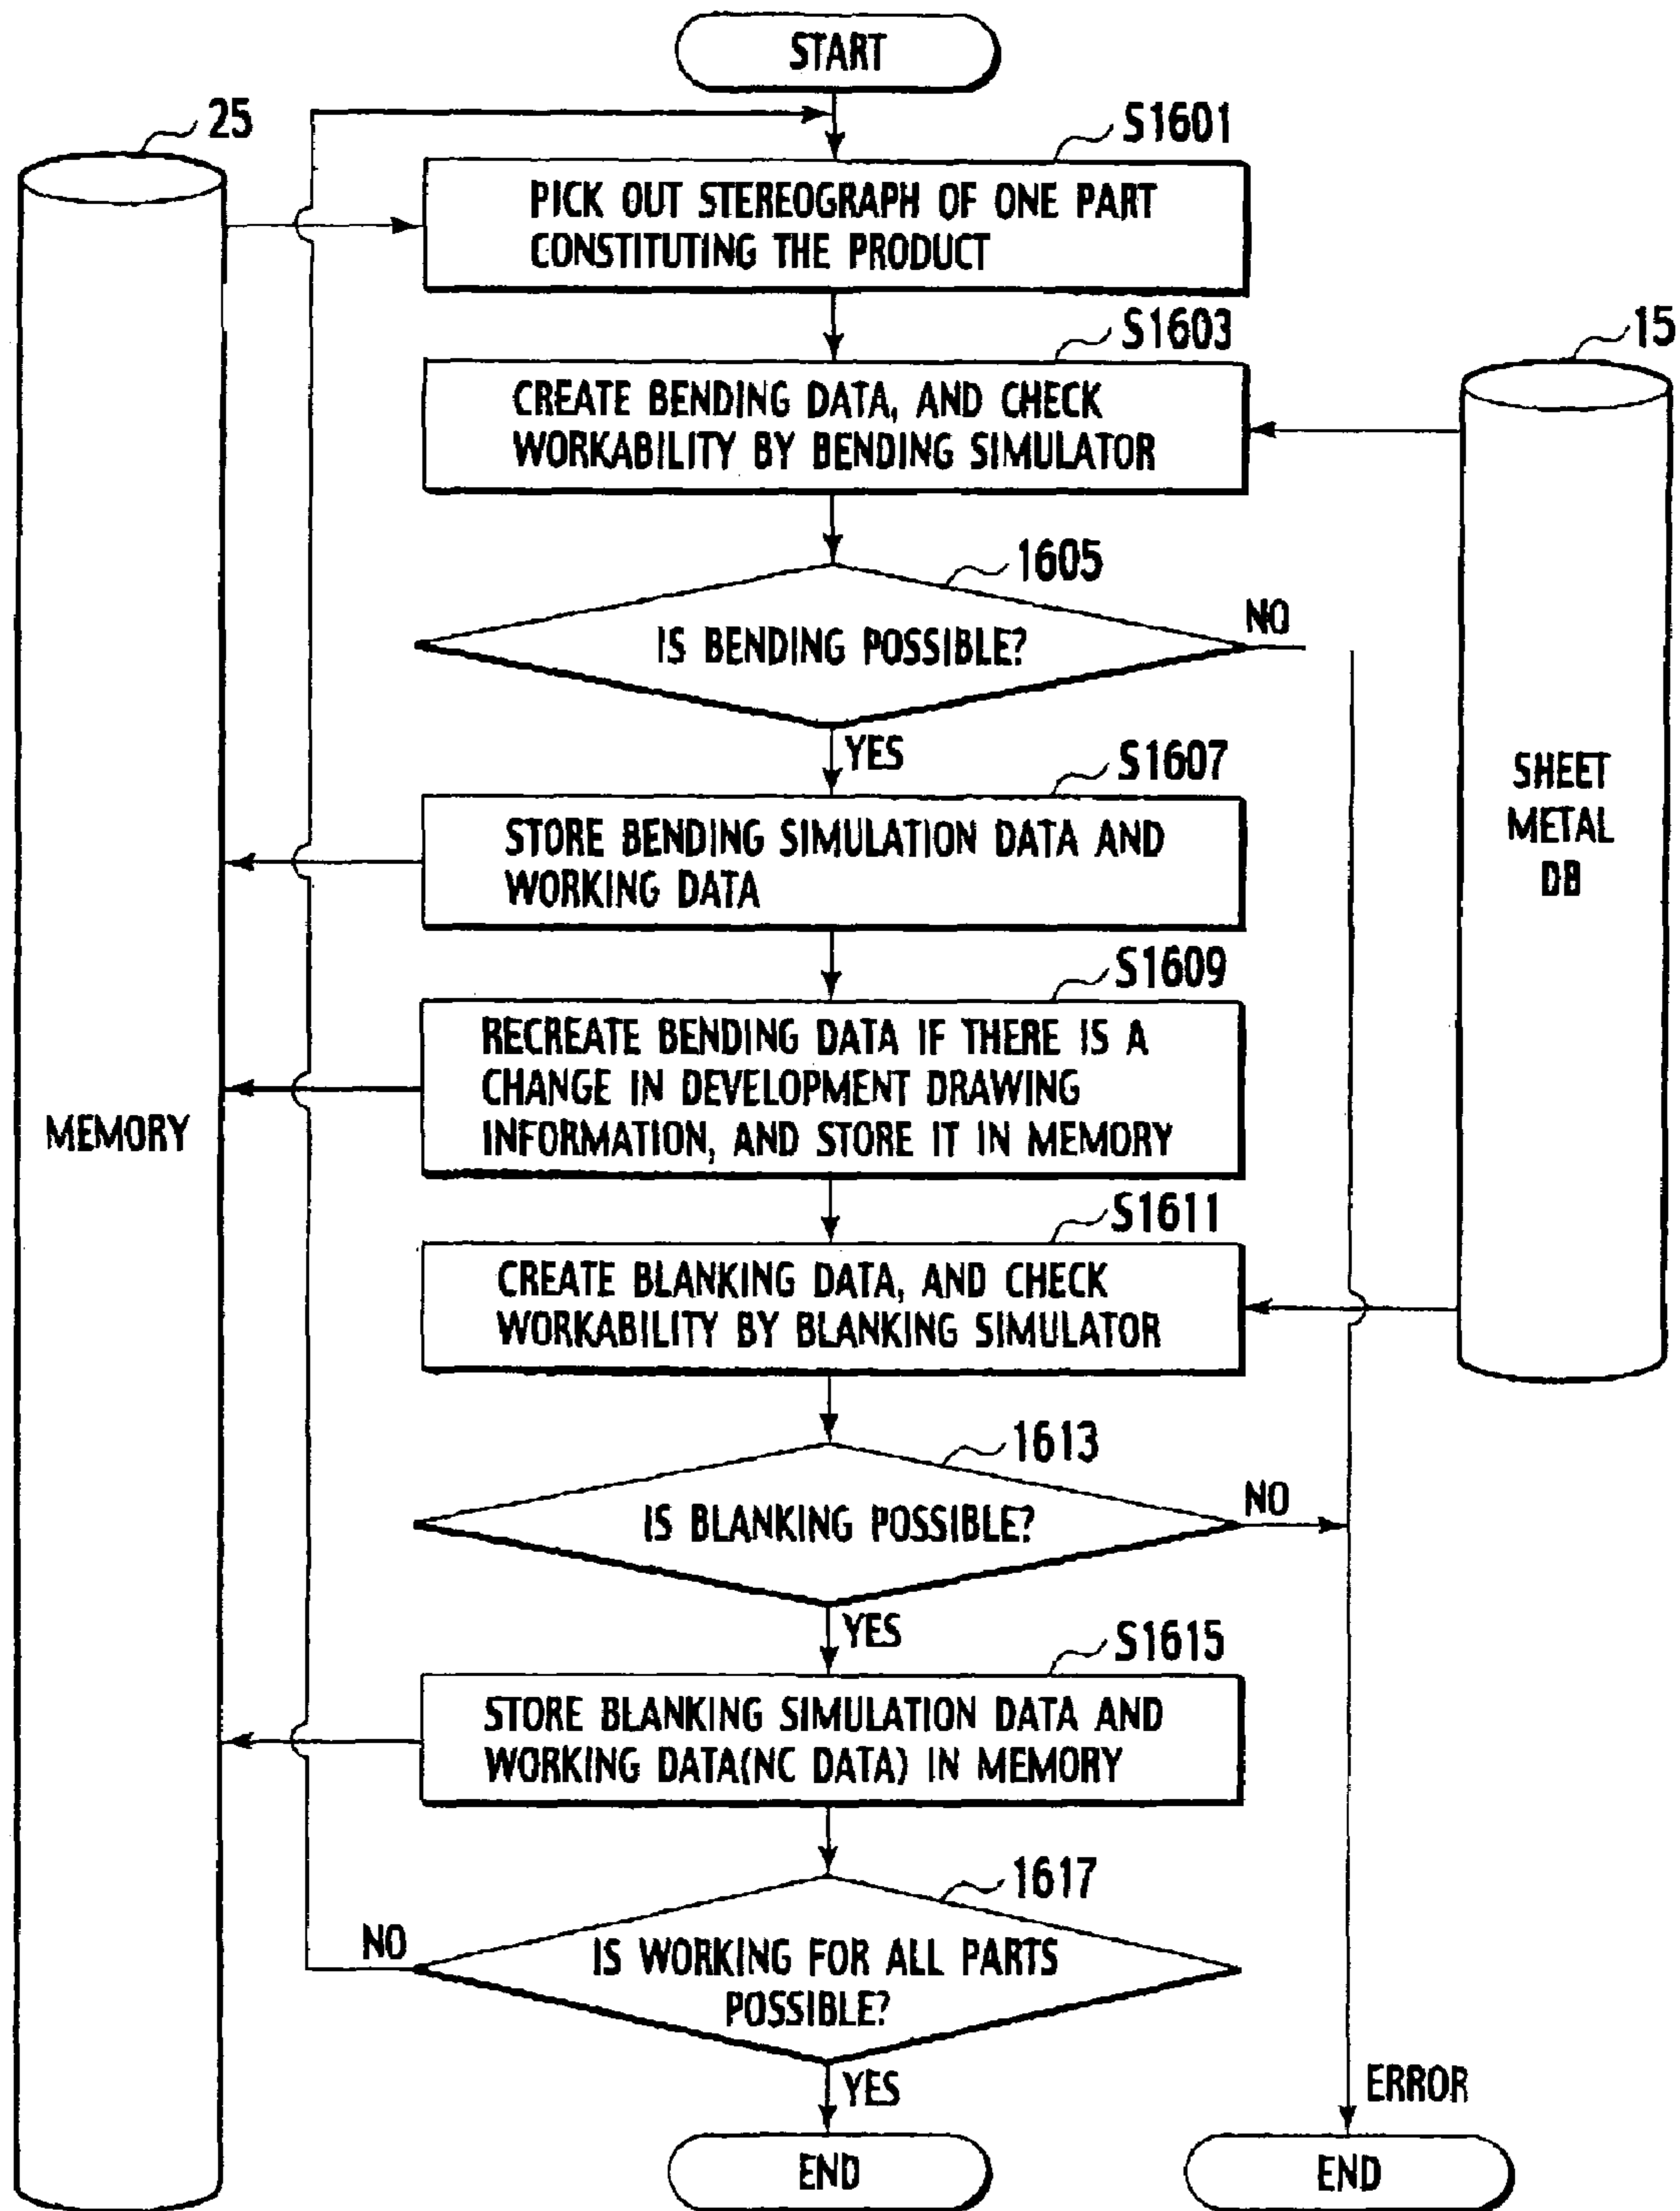 START
25
S1601
PICK OUT STEREOGRAPH OF ONE PART
CONSTITUTING THE PRODUCT
S1603
15
CREATE BENDING DATA, AND CHECK
WORKABILITY BY BENDING SIMULATOR
1605
NO
IS BENDING POSSIBLE?
YES
S1607
SHEET
METAL
DB
STORE BENDING SIMULATION DATA AND
WORKING DATA
S1609
RECREATE BENDING DATA IF THERE IS A
CHANGE IN DEVELOPMENT DRAWING
INFORMATION, AND STORE IT IN MEMORY
MEMORY
S1611
CREATE BLANKING DATA, AND CHECK
WORKABILITY BY BLANKING SIMULATOR
1613
NO
IS BLANKING POSSIBLE?
YES
S1615
STORE BLANKING SIMULATION DATA AND
WORKING DATA(NC DATA) IN MEMORY
1617
NO
IS WORKING FOR ALL PARTS
POSSIBLE?
YES
ERROR
END
END